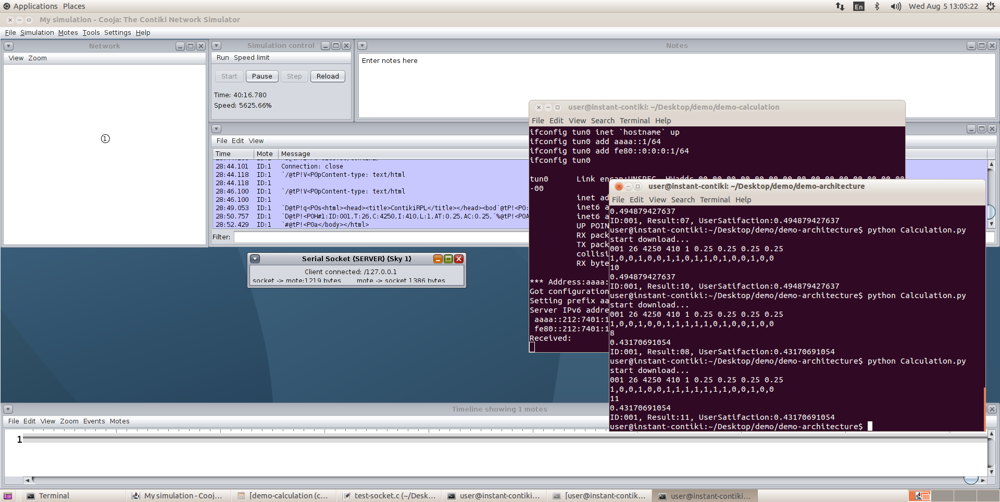 Applications Places
En Wed Aug 5 13:05:22
My simulation - Cooja: The Contiki Network Simulator
File Simulation Motes Tools Settings Help
Network
View Zoom
1
Simulation control
Run Speed limit
Start Pause Step Reload
Time: 40:16.780
Speed: 5625.66%
Notes
Enter notes here
File Edit View
Time Mote Message
28:44.101 ID:1 Connection: close
28:44.118 ID:1 `/@tP!V<P0pContent-type: text/html
28:44.118 ID:1
28:46.100 ID:1 `/@tP!V<P0pContent-type: text/html
28:46.100 ID:1
28:49.053 ID:1 `D@tP!q<P0s<html><head><title>ContikiRPL</title></head><bod`@tP!<P0:
28:50.757 ID:1 `D@tP!<P0H#1:ID:001,T:26,C:4250,I:410,L:1,AT:0.25,AC:0.25,`%@tP!<P0A
28:52.429 ID:1 `#@tP!<P0a</body></html>
Filter:
Serial Socket (SERVER) (Sky 1)
Client connected: /127.0.0.1
socket -> mote:1219 bytes mote -> socket 1386 bytes
user@instant-contiki: ~/Desktop/demo/demo-calculation
File Edit View Search Terminal Help
ifconfig tun0 inet `hostname` up
ifconfig tun0 add aaaa::1/64
ifconfig tun0 add fe80::0:0:0:1/64
ifconfig tun0
tun0 Link encap:UNSPEC HWaddr 00-00-00-00-00-00-00-00-00-00-00-00-00-00-00
-00
inet ad
inet6 a
inet6 a
UP POIN
RX pack
TX pack
collisi
RX byte
*** Address:aaaa:
Got configuration
Setting prefix aa
Server IPv6 addre
aaaa::212:7401:1
fe80::212:7401:1
Received:
user@instant-contiki: ~/Desktop/demo/demo-architecture
File Edit View Search Terminal Help
0.494879427637
ID:001, Result:07, UserSatifaction:0.494879427637
user@instant-contiki:~/Desktop/demo/demo-architecture$ python Calculation.py
start download...
001 26 4250 410 1 0.25 0.25 0.25 0.25
1,0,0,1,0,0,1,1,0,1,1,0,1,0,0,1,0,0
10
0.494879427637
ID:001, Result:10, UserSatifaction:0.494879427637
user@instant-contiki:~/Desktop/demo/demo-architecture$ python Calculation.py
start download...
001 26 4250 410 1 0.25 0.25 0.25 0.25
1,0,0,1,0,0,1,1,1,1,1,0,1,0,0,1,0,0
8
0.43170691054
ID:001, Result:08, UserSatifaction:0.43170691054
user@instant-contiki:~/Desktop/demo/demo-architecture$ python Calculation.py
start download...
001 26 4250 410 1 0.25 0.25 0.25 0.25
1,0,0,1,0,0,1,1,1,1,1,1,1,0,0,1,0,0
11
0.43170691054
ID:001, Result:11, UserSatifaction:0.43170691054
user@instant-contiki:~/Desktop/demo/demo-architecture$
Timeline showing 1 motes
File Edit View Zoom Events Motes
1
Terminal My simulation - Cooj... [demo-calculation (c... test-socket.c (~/Desk... user@instant-contiki... [user@instant-contik... user@instant-contiki...